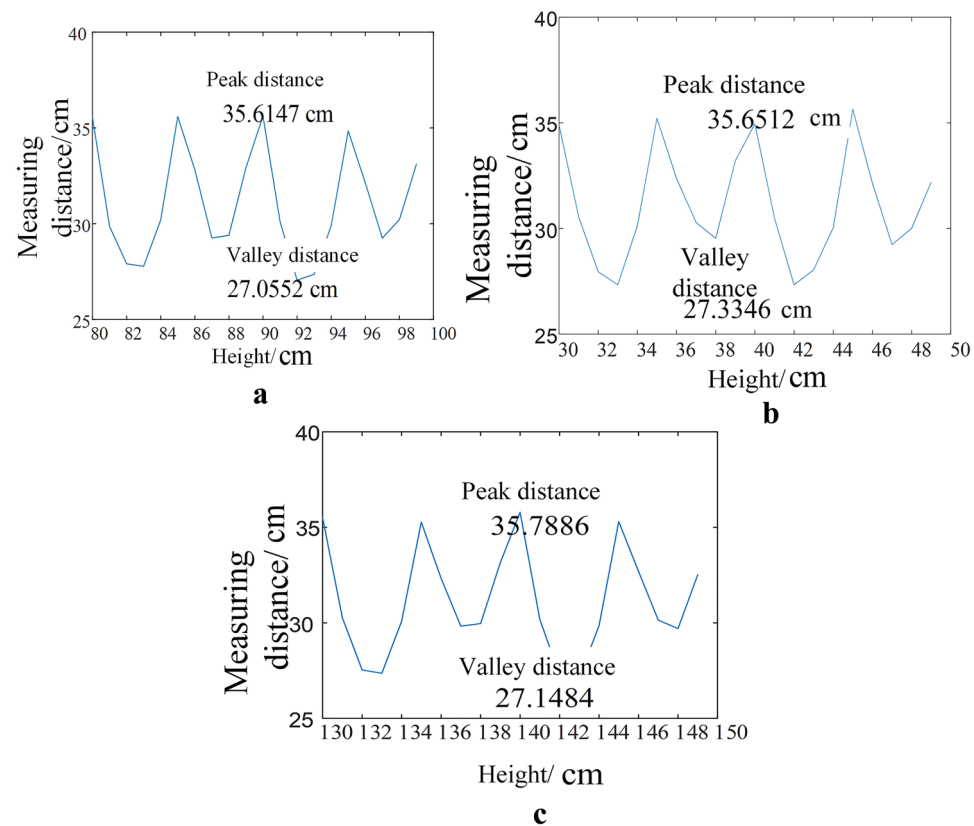 40
35
30
25
Measuring
distance/cm
Peak distance
35.6147 cm
Valley distance
27.0552 cm
80 82 84 86 88 90 92 94 96 98 100
Height/cm
a
40
35
30
25
Measuring
distance/cm
Peak distance
35.6512 cm
Valley
distance
27.3346 cm
30 32 34 36 38 40 42 44 46 48 50
Height/cm
b
40
35
30
25
Measuring
distance/cm
Peak distance
35.7886
Valley distance
27.1484
130 132 134 136 138 140 142 144 146 148 150
Height/ cm
c